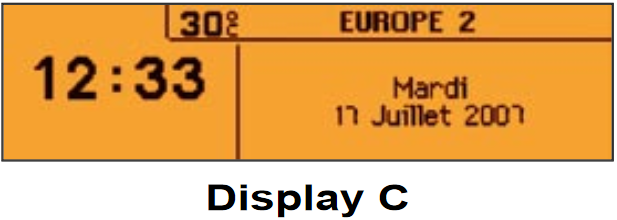 30°C EUROPE 2
12:33
Mardi
17 Juillet 2007
Display C